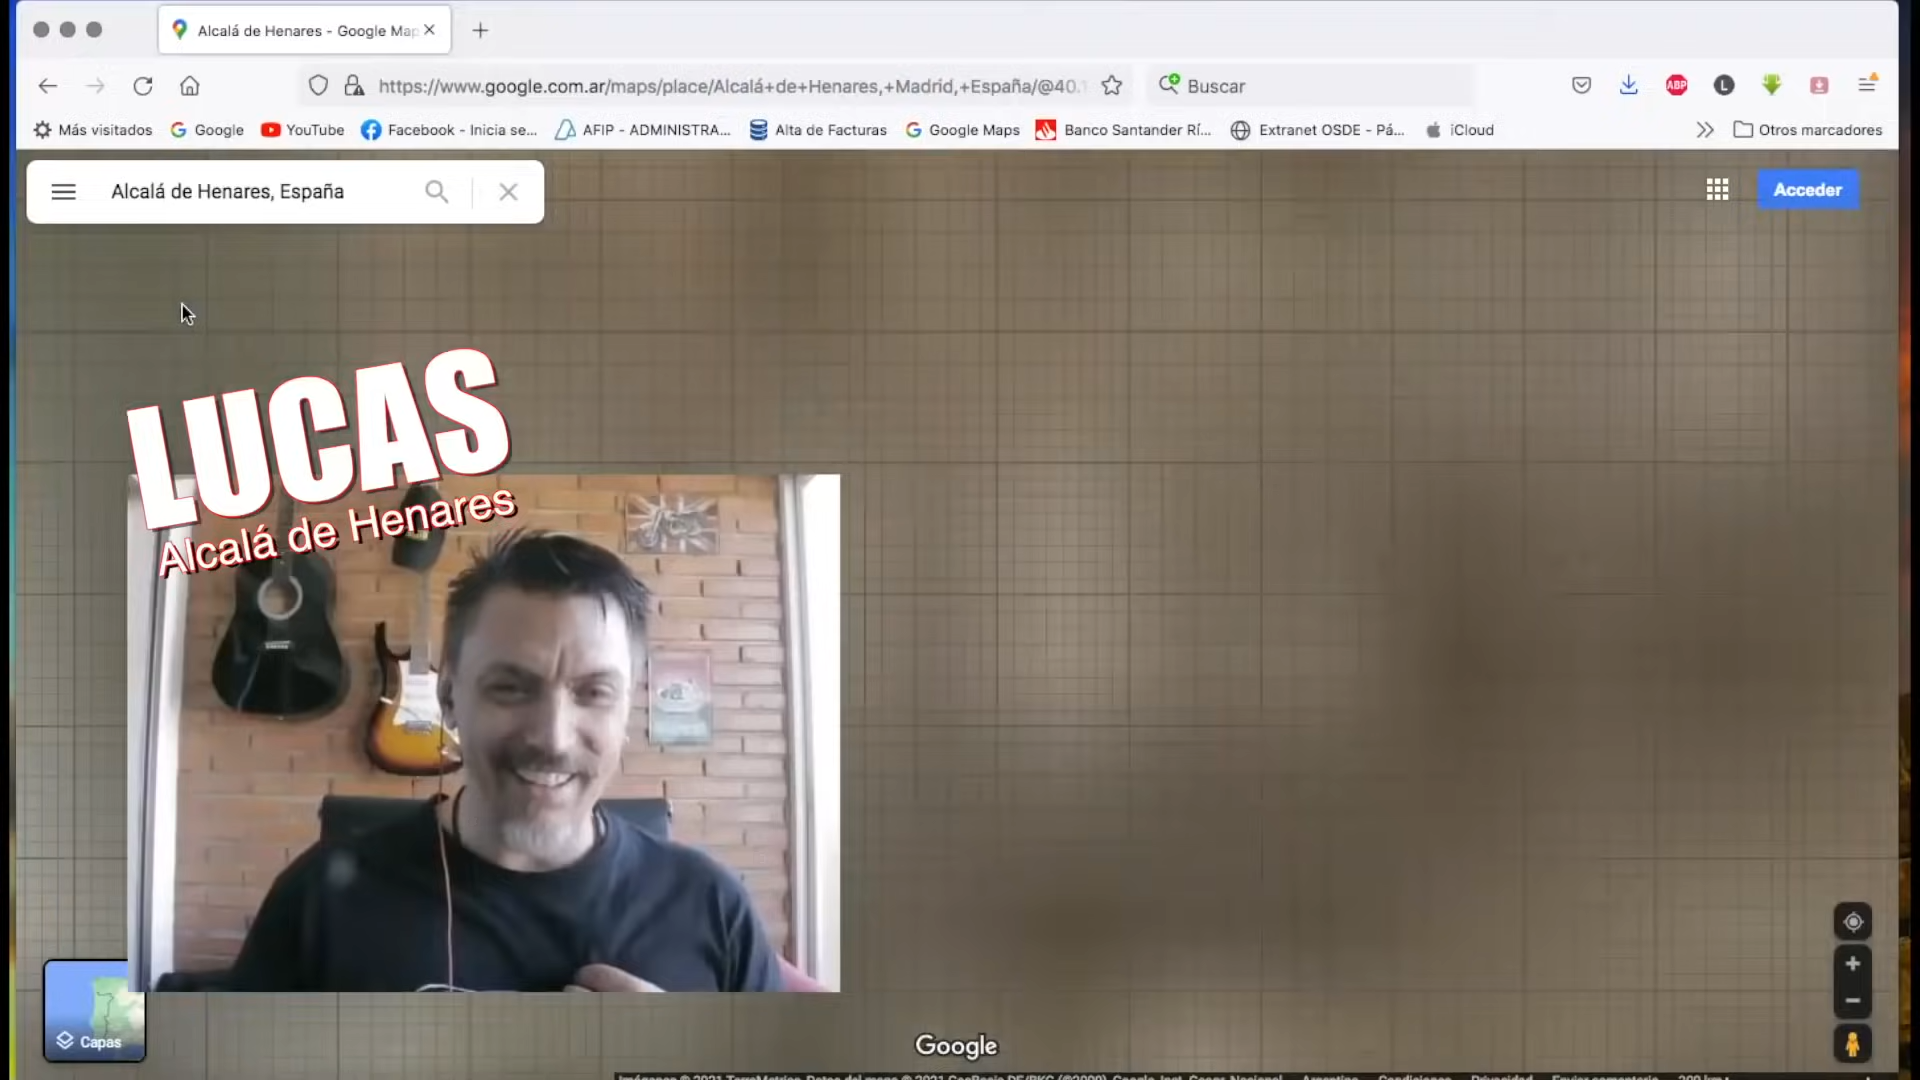 Alcalá de Henares - Google Map
https://www.google.com.ar/maps/place/Alcalá+de+Henares,+Madrid,+España/@40.1
Buscar
ABP
L
Más visitados
Google
YouTube
Facebook - Inicia se...
AFIP - ADMINISTRA...
Alta de Facturas
Google Maps
Banco Santander Rí...
Extranet OSDE - Pá...
iCloud
Otros marcadores
Alcalá de Henares, España
Acceder
LUCAS
Alcalá de Henares
Capas
Google